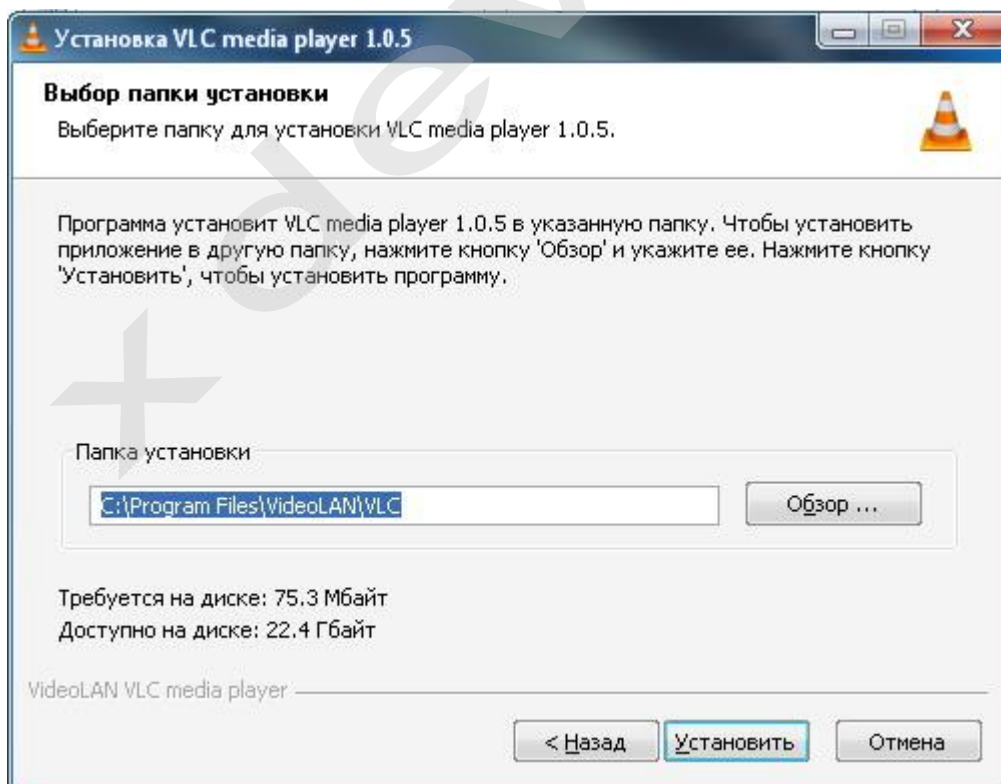 Установка VLC media player 1.0.5
Выбор папки установки
Выберите папку для установки VLC media player 1.0.5.
Программа установит VLC media player 1.0.5 в указанную папку. Чтобы установить
приложение в другую папку, нажмите кнопку 'Обзор' и укажите ее. Нажмите кнопку
'Установить', чтобы установить программу.
Папка установки
C:\Program Files\VideoLAN\VLC
Обзор ...
Требуется на диске: 75.3 Мбайт
Доступно на диске: 22.4 Гбайт
VideoLAN VLC media player
< Назад
Установить
Отмена